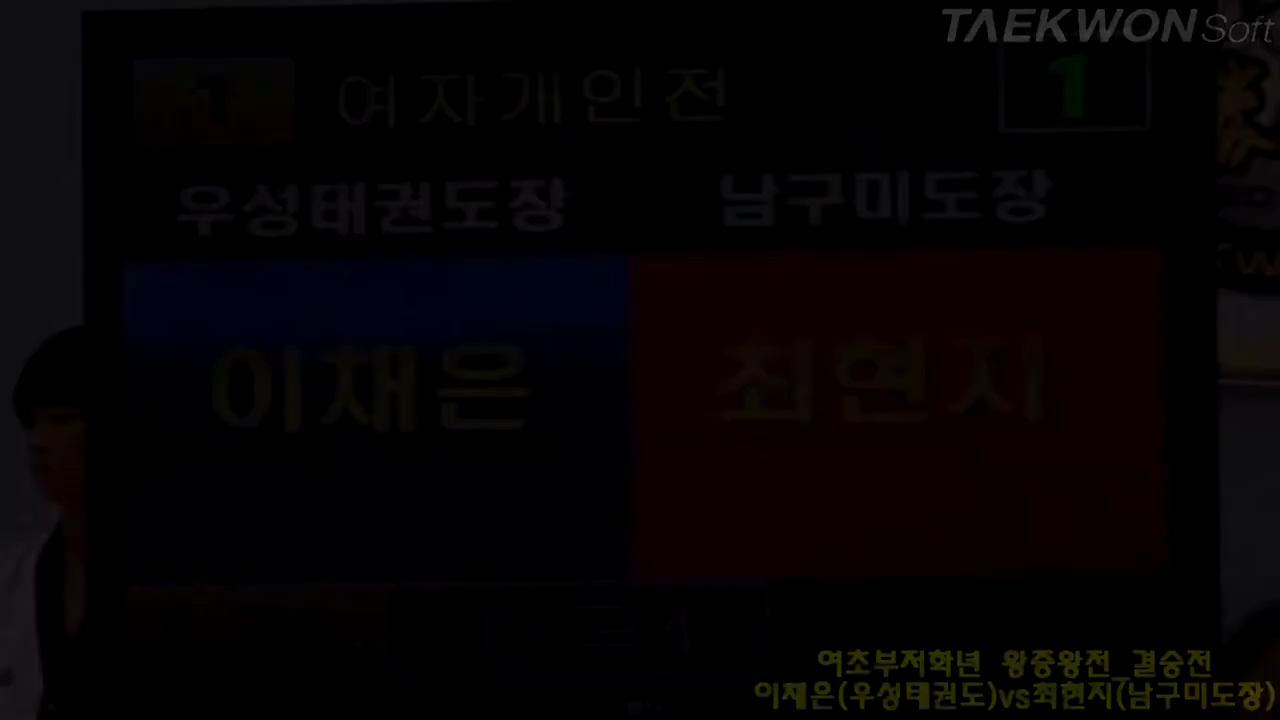 TAEKWON Soft
1 여자개인전 1
우성태권도장 남구미도장
이재은 최현지
여초부저학년 왕중왕전_결승전
이재은(우성태권도)vs최현지(남구미도장)